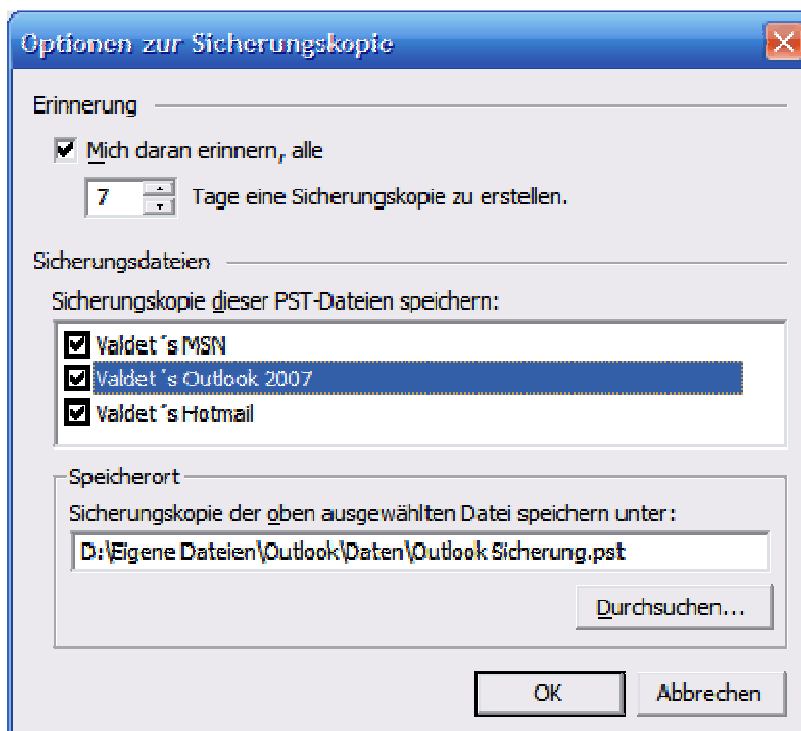 Optionen zur Sicherungskopie
Erinnerung
Mich daran erinnern, alle
7 Tage eine Sicherungskopie zu erstellen.
Sicherungsdateien
Sicherungskopie dieser PST-Dateien speichern:
Valdet´s MSN
Valdet´s Outlook 2007
Valdet´s Hotmail
Speicherort
Sicherungskopie der oben ausgewählten Datei speichern unter:
D:\Eigene Dateien\Outlook\Daten\Outlook Sicherung.pst
Durchsuchen...
OK Abbrechen